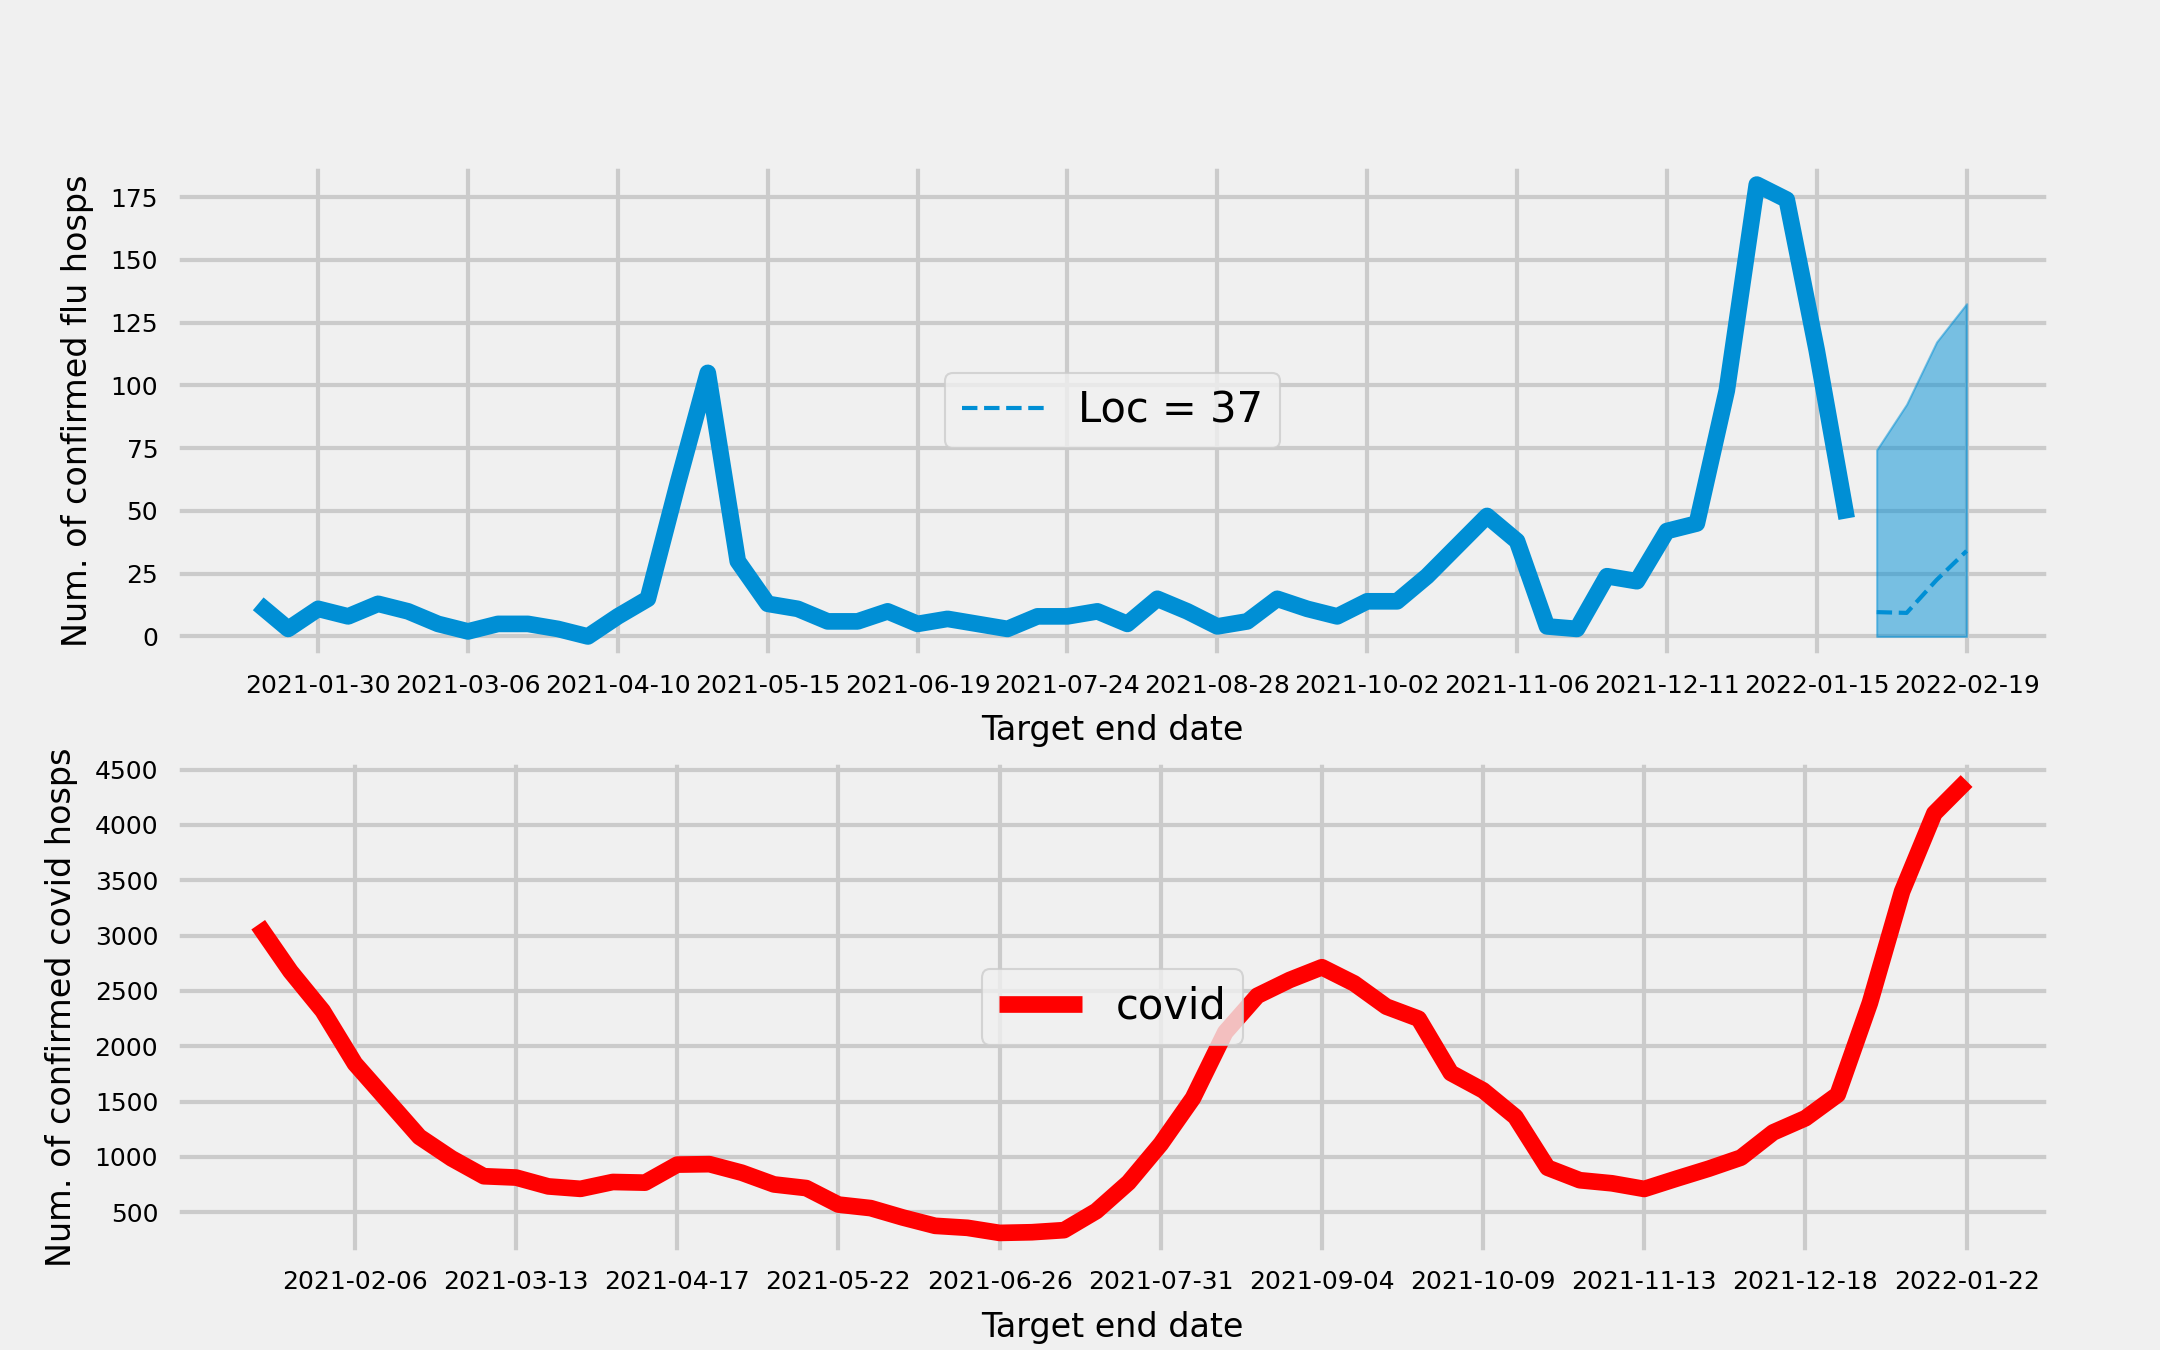 Num. of confirmed flu hosps
175
150
125
100
75
50
25
0
Loc = 37
2021-01-30 2021-03-06 2021-04-10 2021-05-15 2021-06-19 2021-07-24 2021-08-28 2021-10-02 2021-11-06 2021-12-11 2022-01-15 2022-02-19
Target end date
Num. of confirmed covid hosps
4500
4000
3500
3000
2500
2000
1500
1000
500
covid
2021-02-06 2021-03-13 2021-04-17 2021-05-22 2021-06-26 2021-07-31 2021-09-04 2021-10-09 2021-11-13 2021-12-18 2022-01-22
Target end date